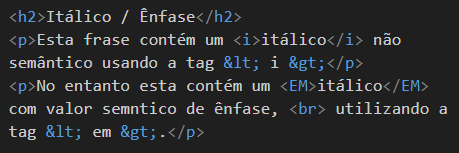 <h2>Itálico / Ênfase</h2>
<p>Esta frase contém um <i>itálico</i> não
semântico usando a tag &lt; i &gt;</p>
<p>No entanto esta contém um <EM>itálico</EM>
com valor semntico de ênfase, <br> utilizando a
tag &lt; em &gt;.</p>